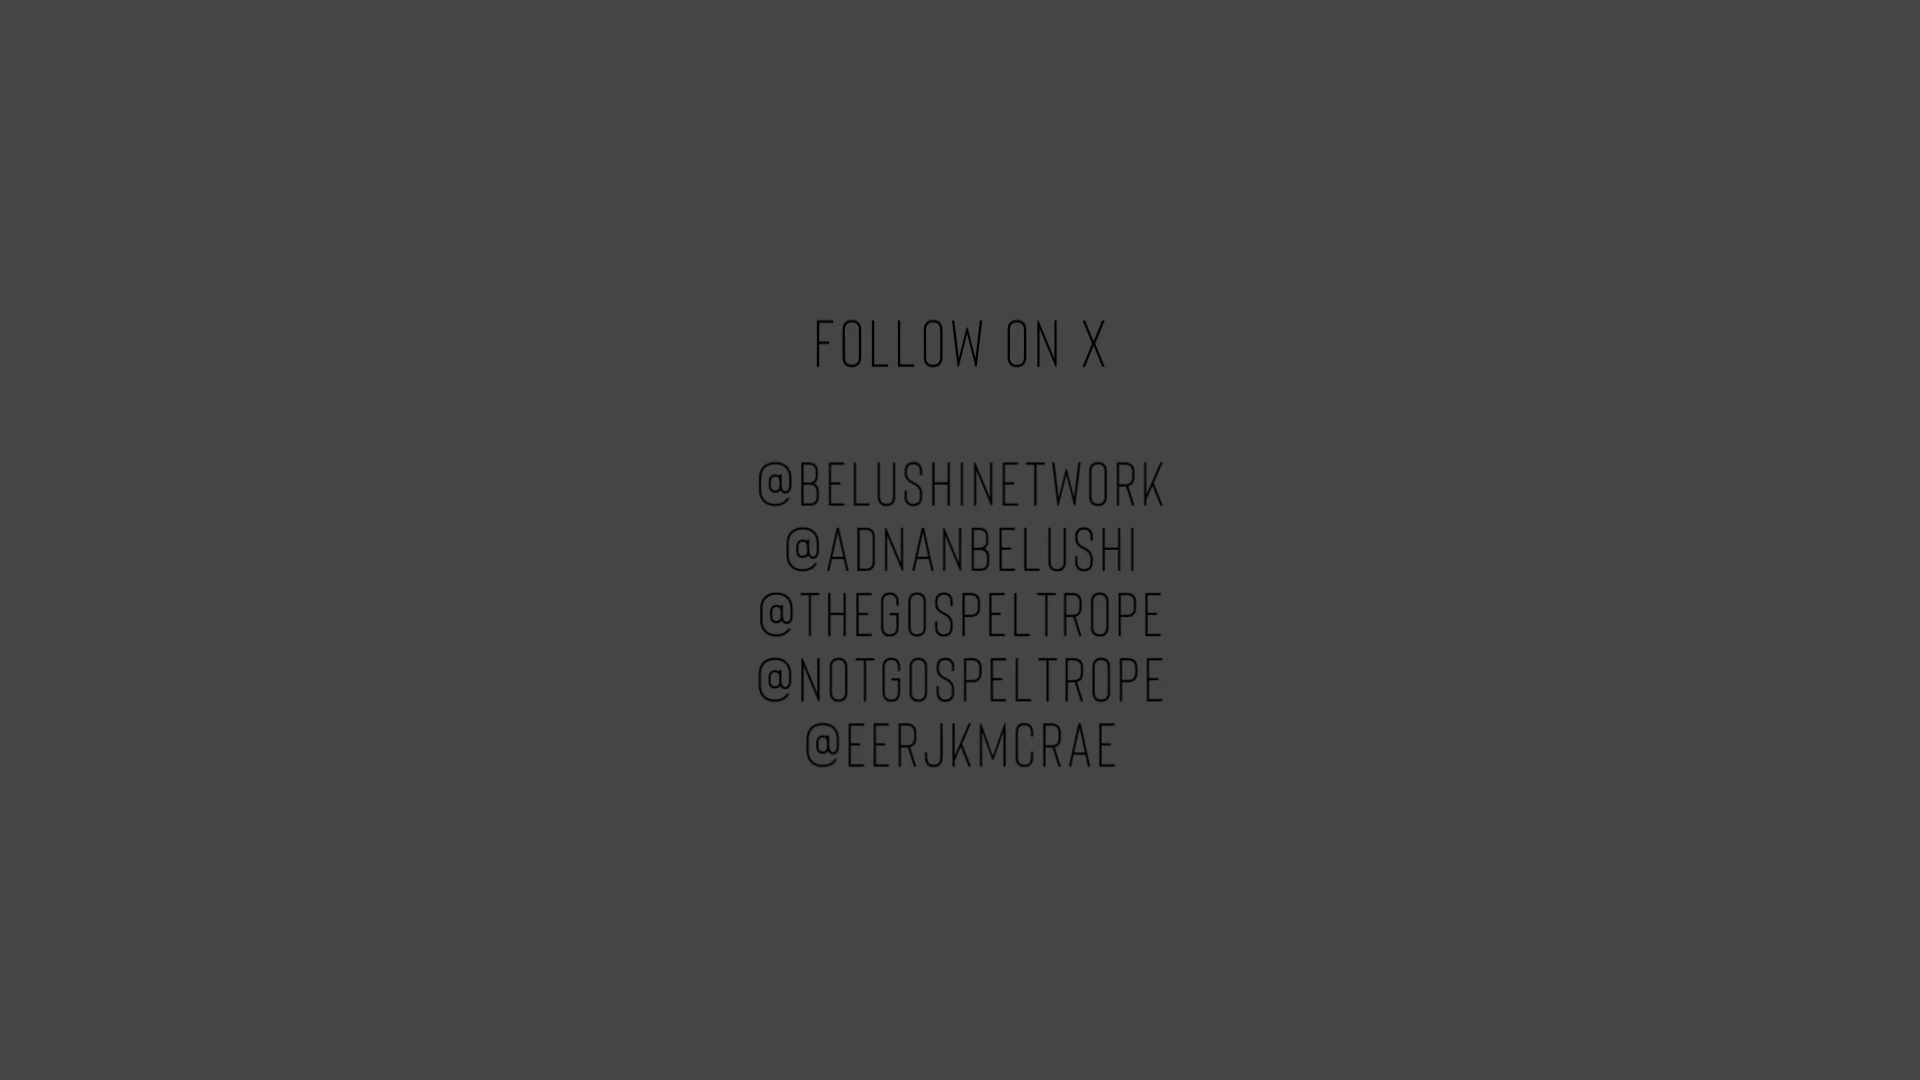 FOLLOW ON X
@BELUSHINETWORK
@ADNANBELUSHI
@THEGOSPELTROPE
@NOTGOSPELTROPE
@EERJKMCRAE